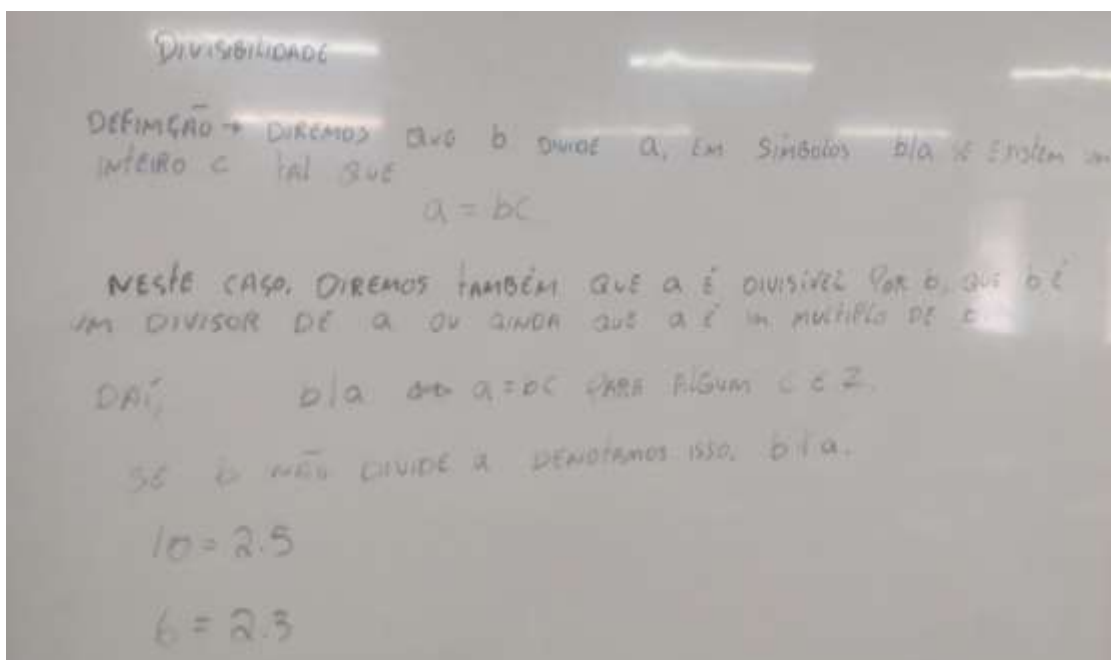 DIVISIBILIDADE
DEFINIÇÃO → DIREMOS QUE b DIVIDE a, EM SÍMBOLOS b/a SE EXISTEM UM
INTEIRO c TAL QUE
a = bc
NESTE CASO, DIREMOS TAMBÉM QUE a É DIVISÍVEL POR b, QUE b É
UM DIVISOR DE a OU AINDA QUE a É UM MULTIPLO DE
DAÍ, b|a ↔ a = bc PARA ALGUM c ∈ Z.
SE b NÃO DIVIDE a DENOTAMOS ISSO, b ∤ a.
10 = 2.5
6 = 2.3